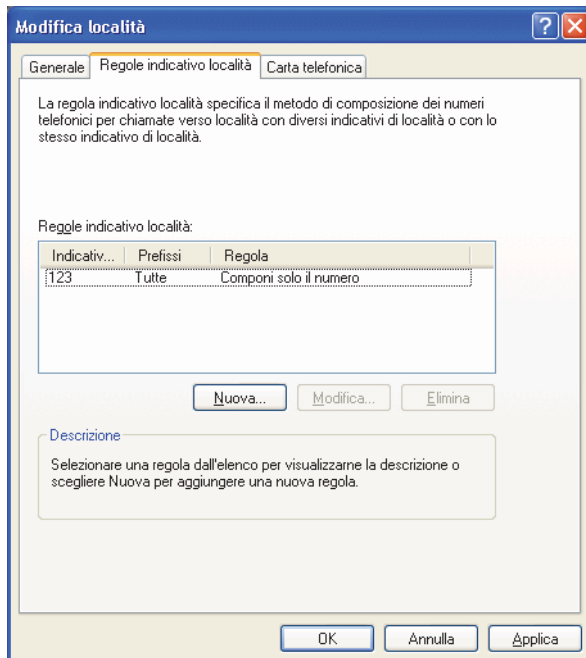 Modifica località
Generale Regole indicativo località Carta telefonica
La regola indicativo località specifica il metodo di composizione dei numeri
telefonici per chiamate verso località con diversi indicativi di località o con lo
stesso indicativo di località.
Regole indicativo località:
Indicativ... Prefissi Regola
123 Tutte Componi solo il numero
Nuova... Modifica... Elimina
Descrizione
Selezionare una regola dall'elenco per visualizzarne la descrizione o
scegliere Nuova per aggiungere una nuova regola.
OK Annulla Applica